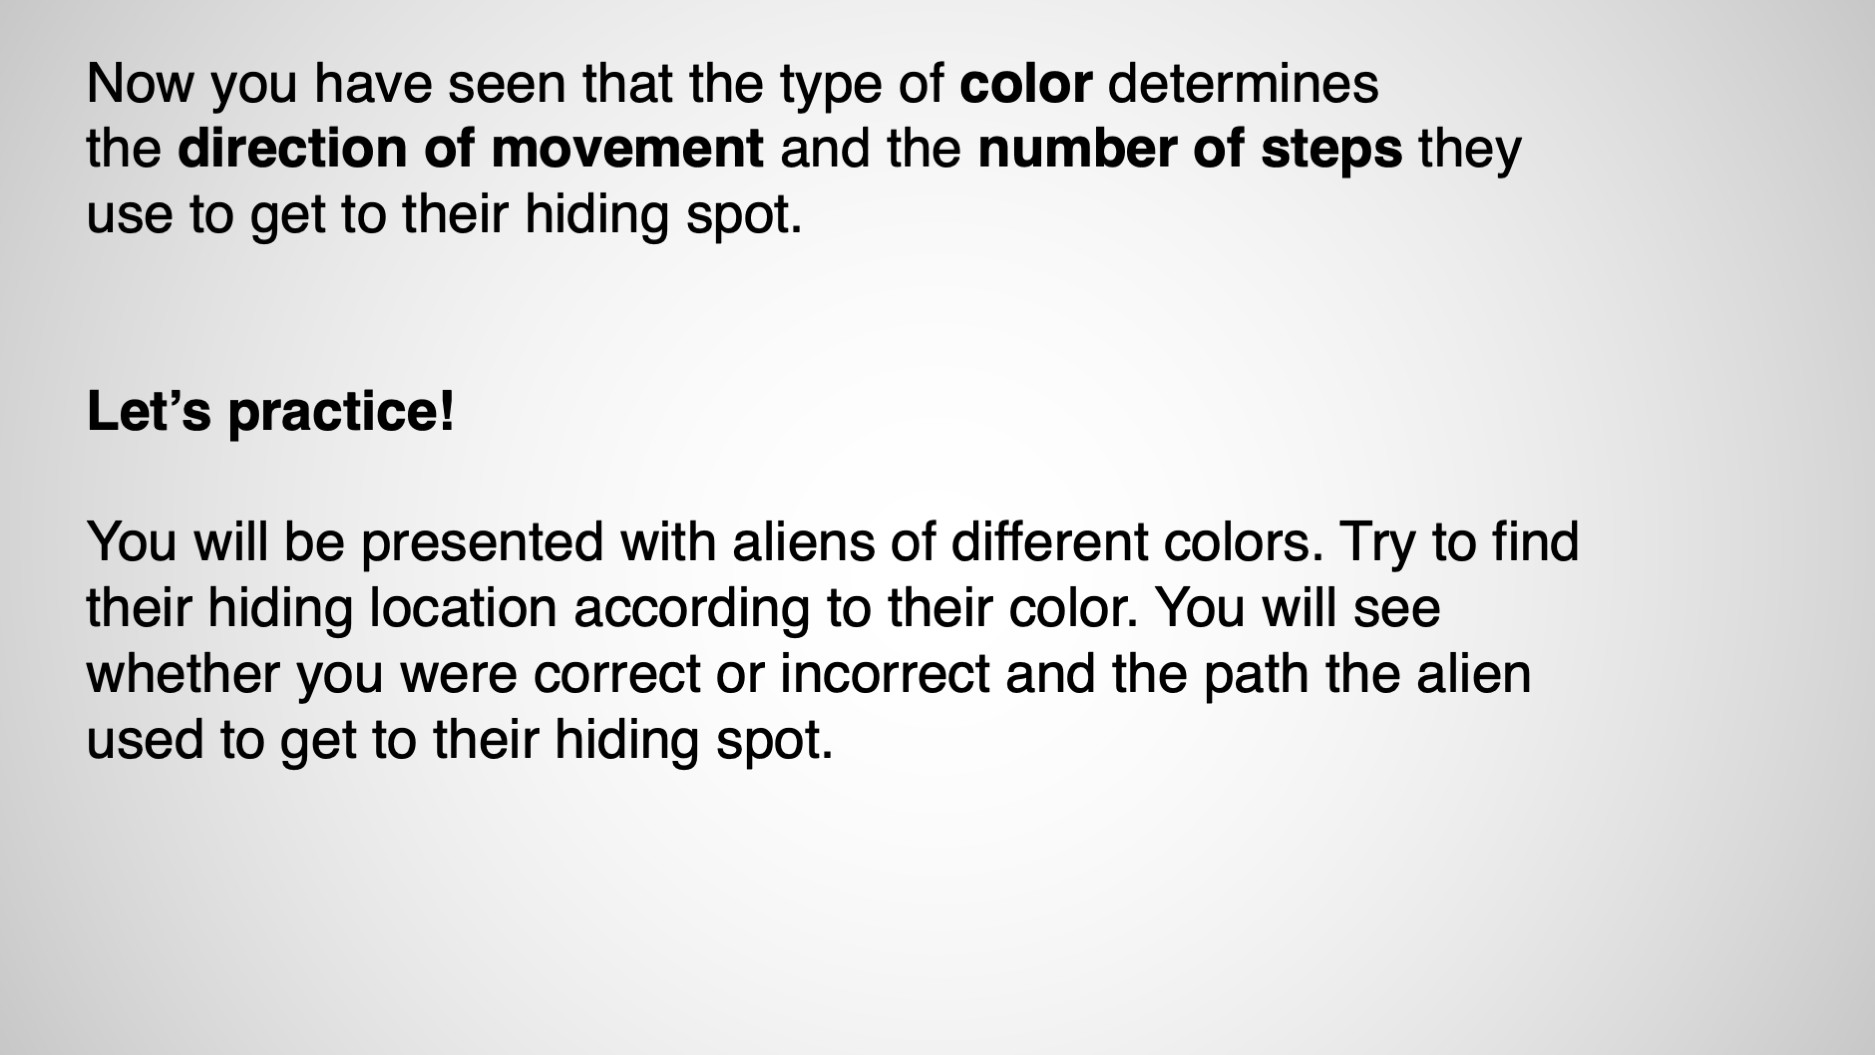 Now you have seen that the type of color determines
the direction of movement and the number of steps they
use to get to their hiding spot.
Let’s practice!
You will be presented with aliens of different colors. Try to find
their hiding location according to their color. You will see
whether you were correct or incorrect and the path the alien
used to get to their hiding spot.